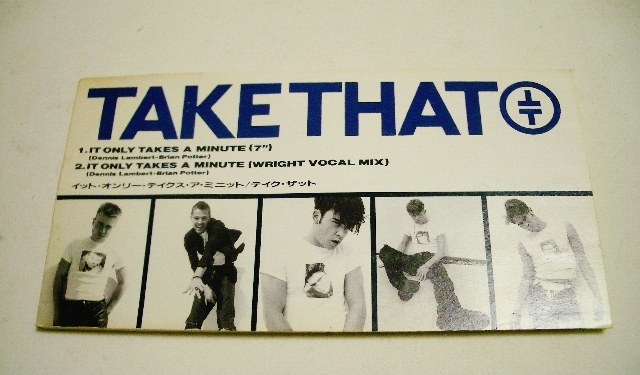 TAKE THAT
1. IT ONLY TAKES A MINUTE (7")
(Dennis Lambert-Brian Potter)
2. IT ONLY TAKES A MINUTE (WRIGHT VOCAL MIX)
(Dennis Lambert-Brian Potter)
イット・オンリー・テイクス・ア・ミニット/テイク・ザット